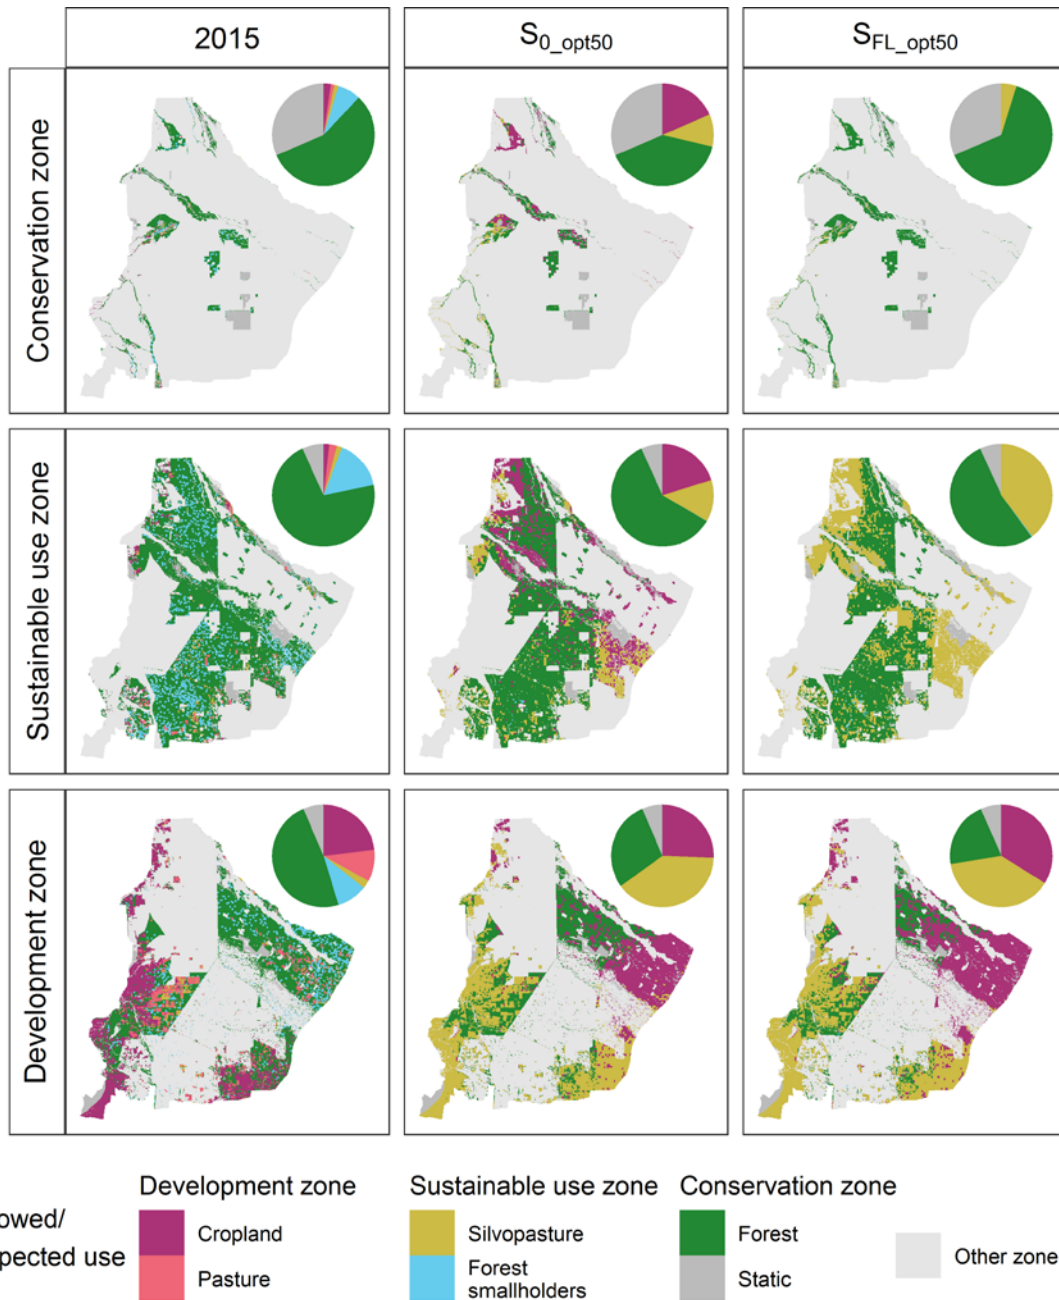 2015
S0_opt50
SFL_opt50
Conservation zone
Sustainable use zone
Development zone
owed/
pected use
Development zone
Cropland
Pasture
Sustainable use zone
Silvopasture
Forest
smallholders
Conservation zone
Forest
Static
Other zone